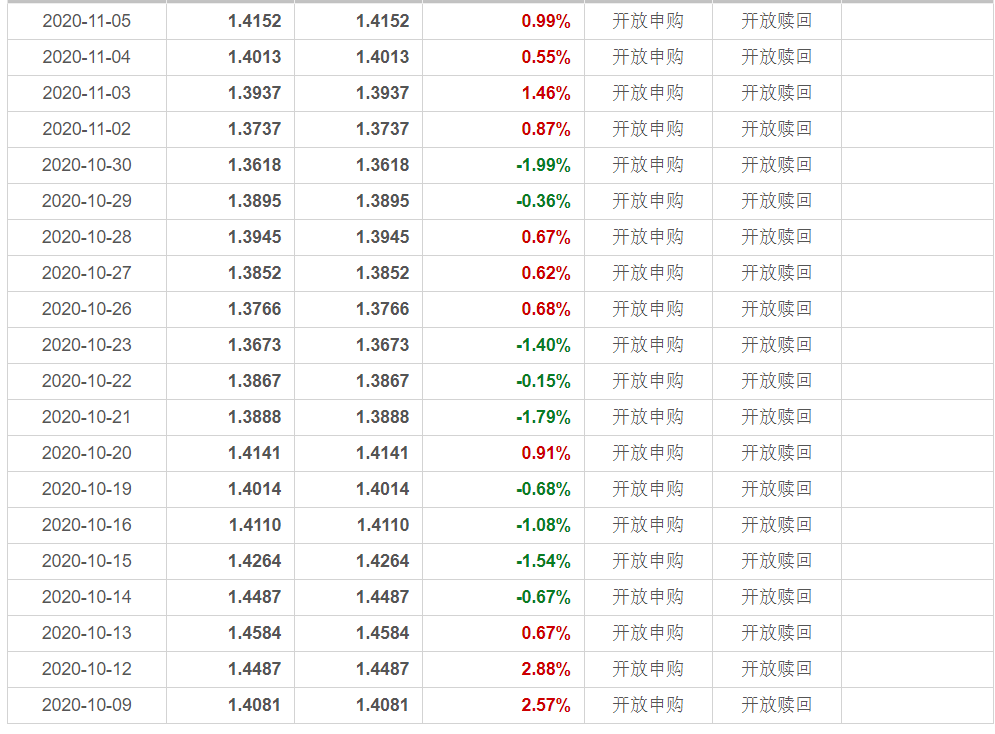 2020-11-05 1.4152 1.4152 0.99% 开放申购 开放赎回
2020-11-04 1.4013 1.4013 0.55% 开放申购 开放赎回
2020-11-03 1.3937 1.3937 1.46% 开放申购 开放赎回
2020-11-02 1.3737 1.3737 0.87% 开放申购 开放赎回
2020-10-30 1.3618 1.3618 -1.99% 开放申购 开放赎回
2020-10-29 1.3895 1.3895 -0.36% 开放申购 开放赎回
2020-10-28 1.3945 1.3945 0.67% 开放申购 开放赎回
2020-10-27 1.3852 1.3852 0.62% 开放申购 开放赎回
2020-10-26 1.3766 1.3766 0.68% 开放申购 开放赎回
2020-10-23 1.3673 1.3673 -1.40% 开放申购 开放赎回
2020-10-22 1.3867 1.3867 -0.15% 开放申购 开放赎回
2020-10-21 1.3888 1.3888 -1.79% 开放申购 开放赎回
2020-10-20 1.4141 1.4141 0.91% 开放申购 开放赎回
2020-10-19 1.4014 1.4014 -0.68% 开放申购 开放赎回
2020-10-16 1.4110 1.4110 -1.08% 开放申购 开放赎回
2020-10-15 1.4264 1.4264 -1.54% 开放申购 开放赎回
2020-10-14 1.4487 1.4487 -0.67% 开放申购 开放赎回
2020-10-13 1.4584 1.4584 0.67% 开放申购 开放赎回
2020-10-12 1.4487 1.4487 2.88% 开放申购 开放赎回
2020-10-09 1.4081 1.4081 2.57% 开放申购 开放赎回